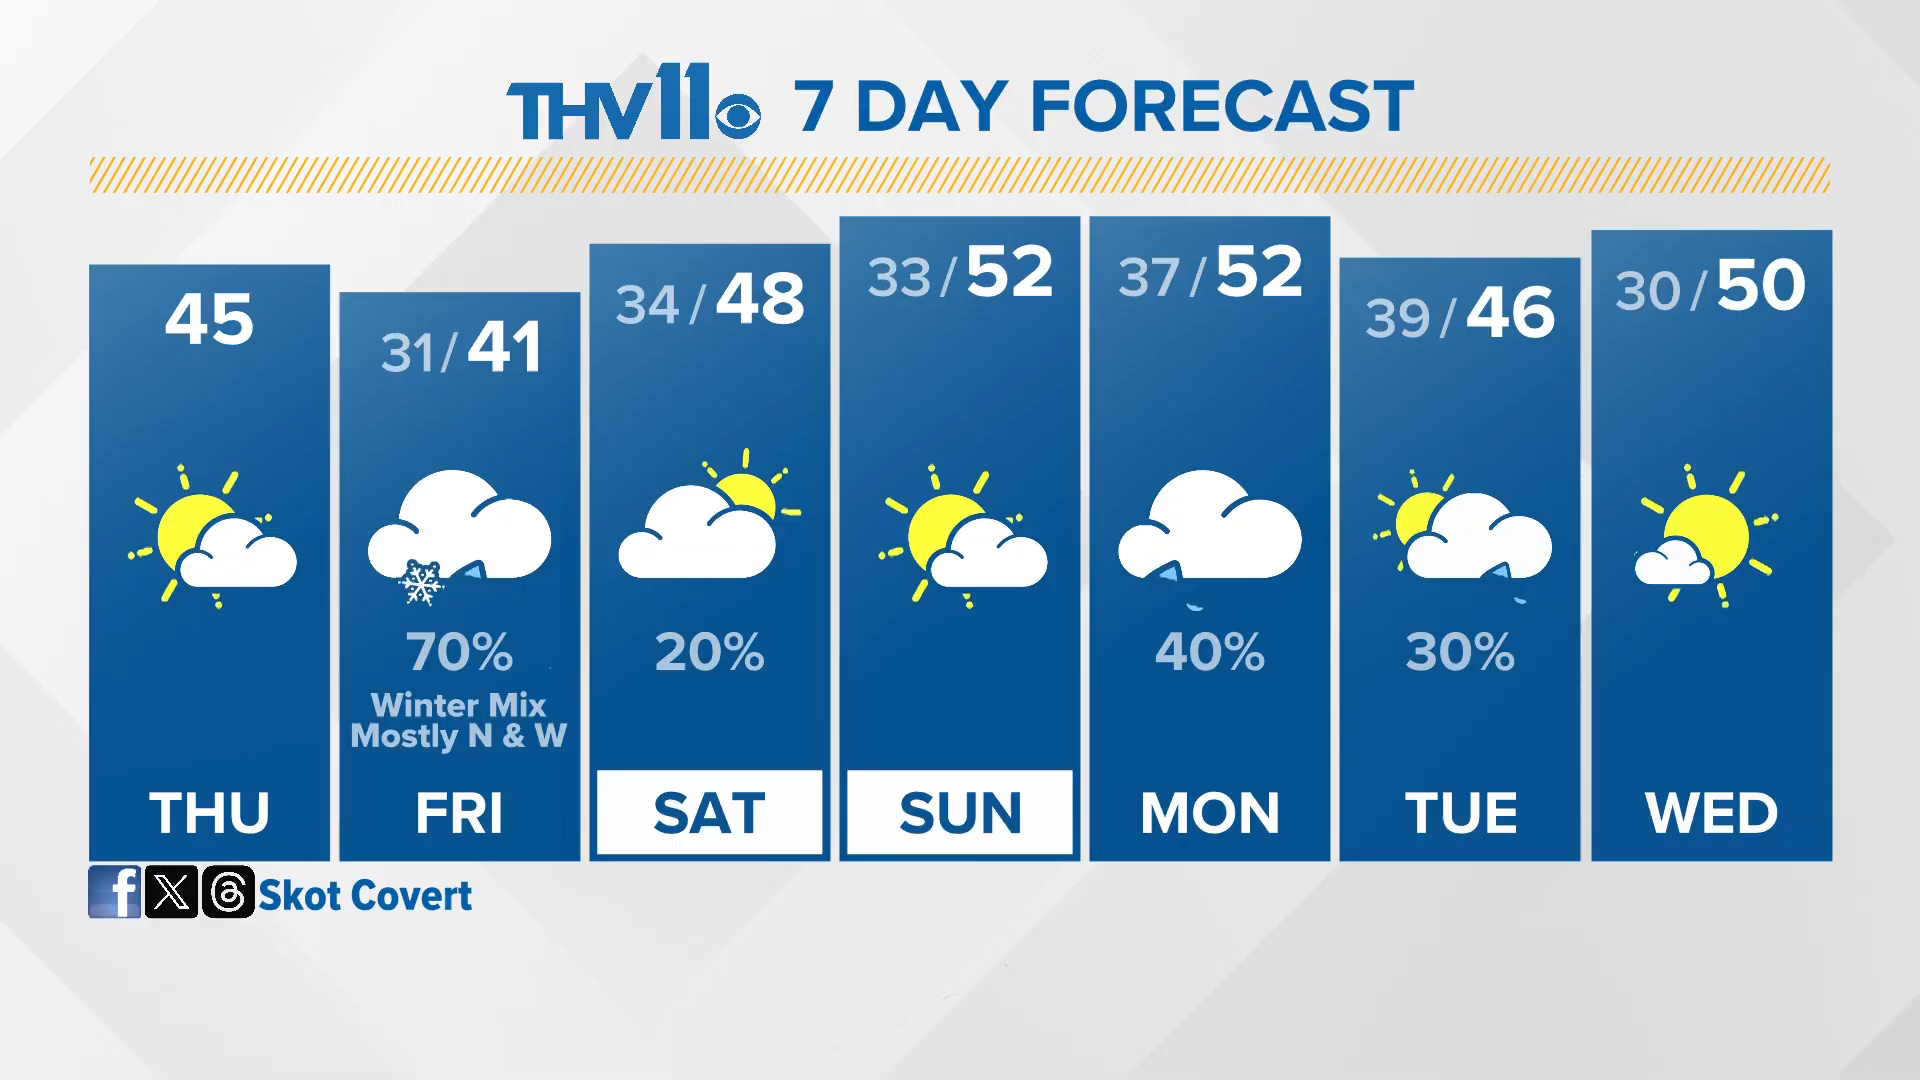 THV11 7 DAY FORECAST
45
31/41
34/48
33/52
37/52
39/46
30/50
70%
20%
40%
30%
Winter Mix
Mostly N & W
THU
FRI
SAT
SUN
MON
TUE
WED
Skot Covert